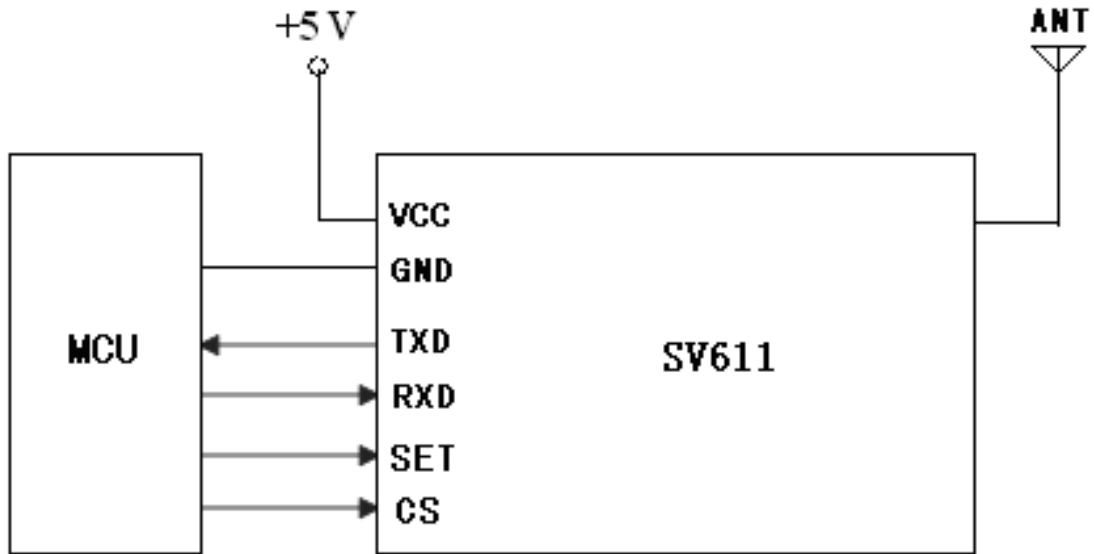 +5 V
ANT
VCC
GND
TXD
MCU
SV611
RXD
SET
CS